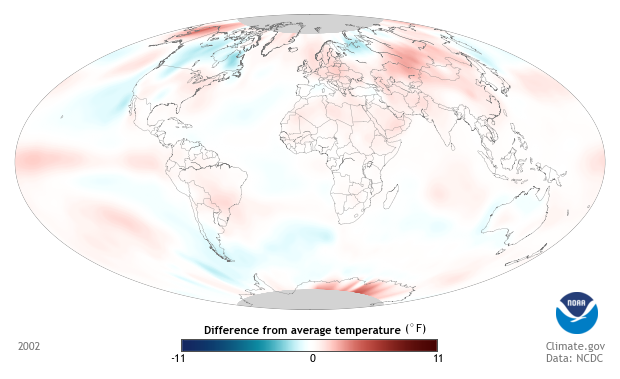 NOAA
Difference from average temperature (°F)
-11 0 11
2002
Climate.gov
Data: NCDC